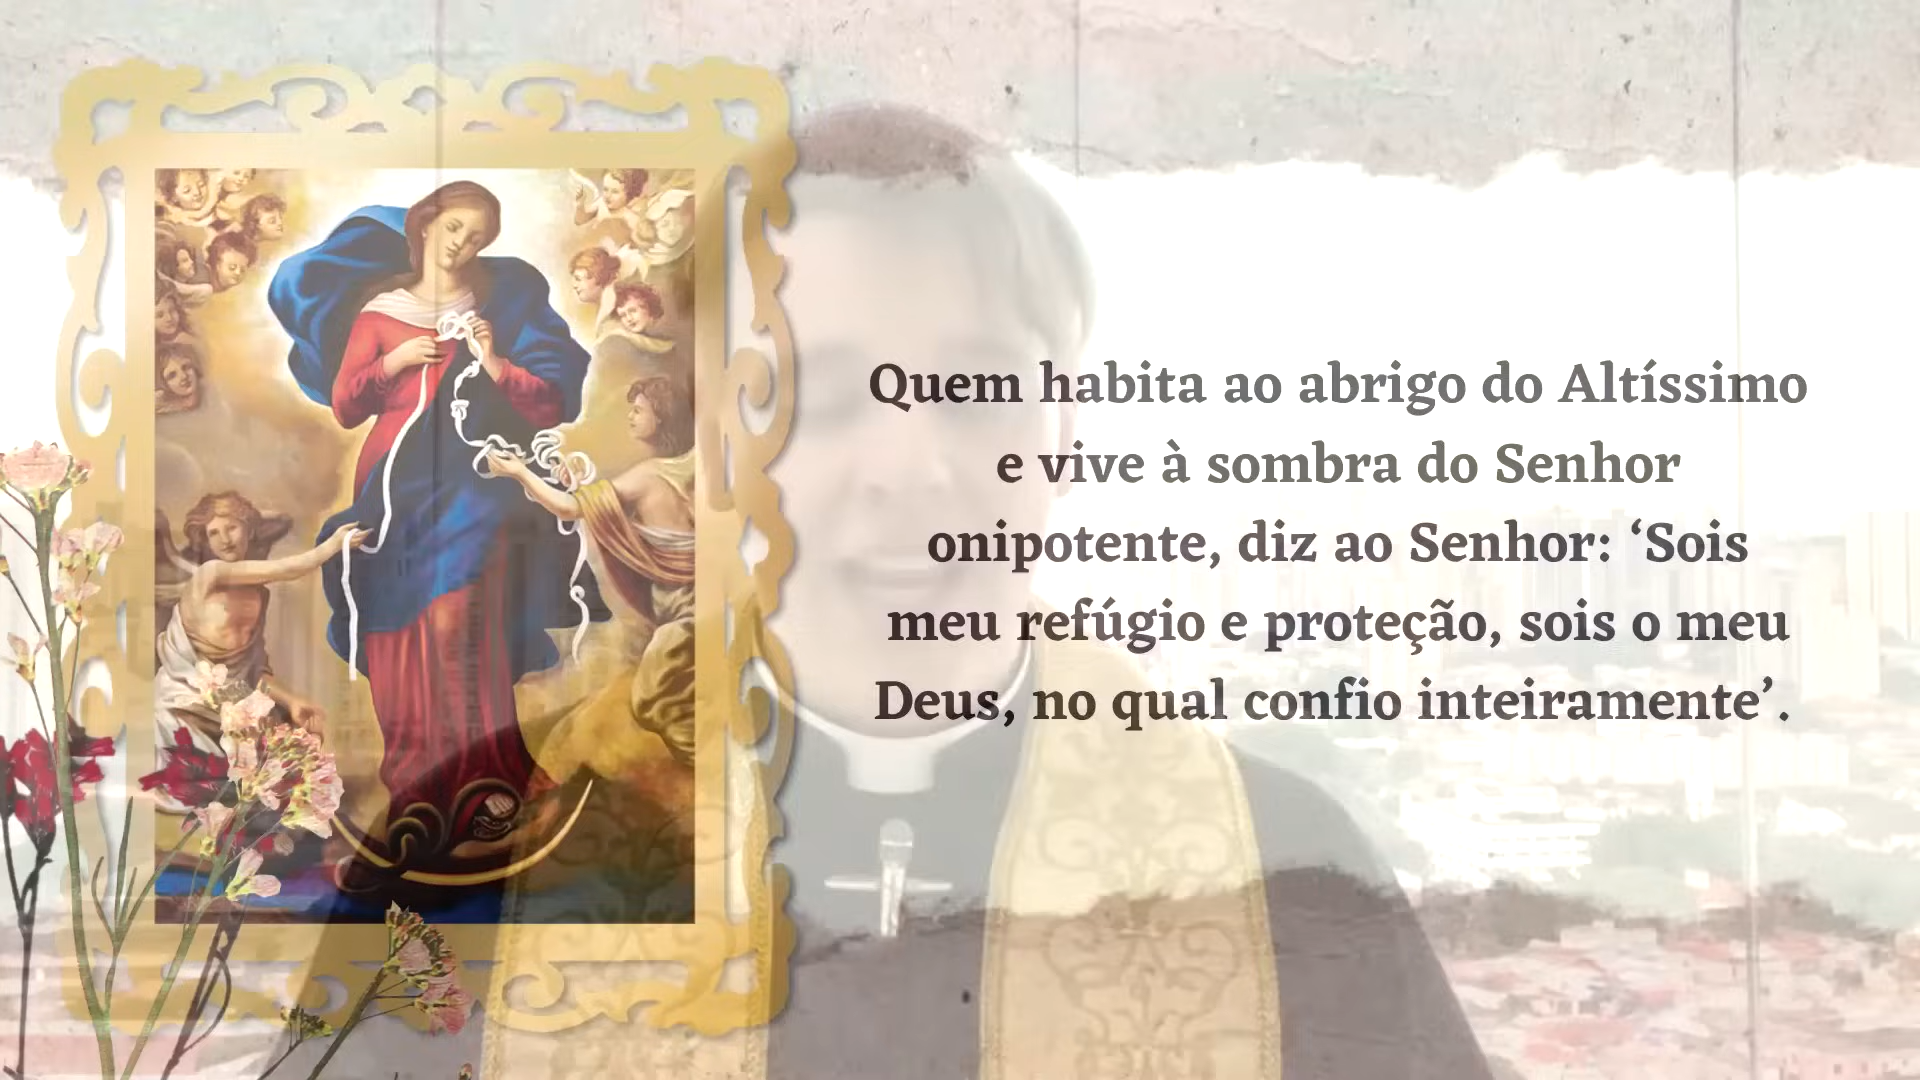 Quem habita ao abrigo do Altíssimo
e vive à sombra do Senhor
onipotente, diz ao Senhor: ‘Sois
meu refúgio e proteção, sois o meu
Deus, no qual confio inteiramente’.